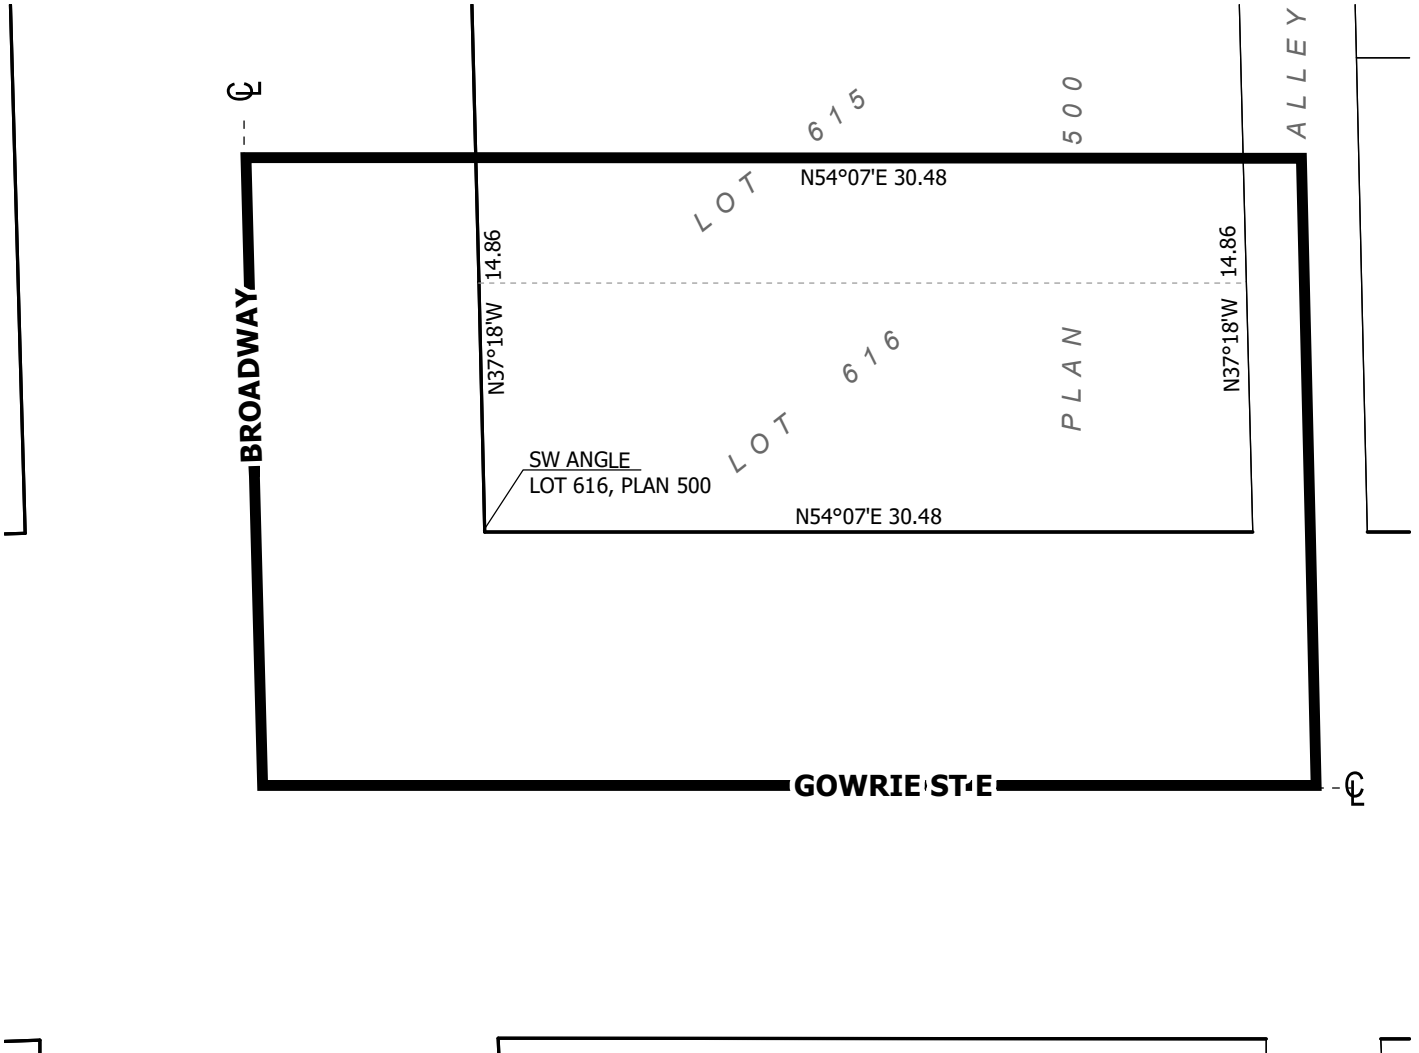 ALLEY
℄
LOT 615
500
N54°07'E 30.48
14.86
14.86
BROADWAY
N37°18'W
N37°18'W
LOT 616
PLAN
SW ANGLE
LOT 616, PLAN 500
N54°07'E 30.48
GOWRIE ST E
℄